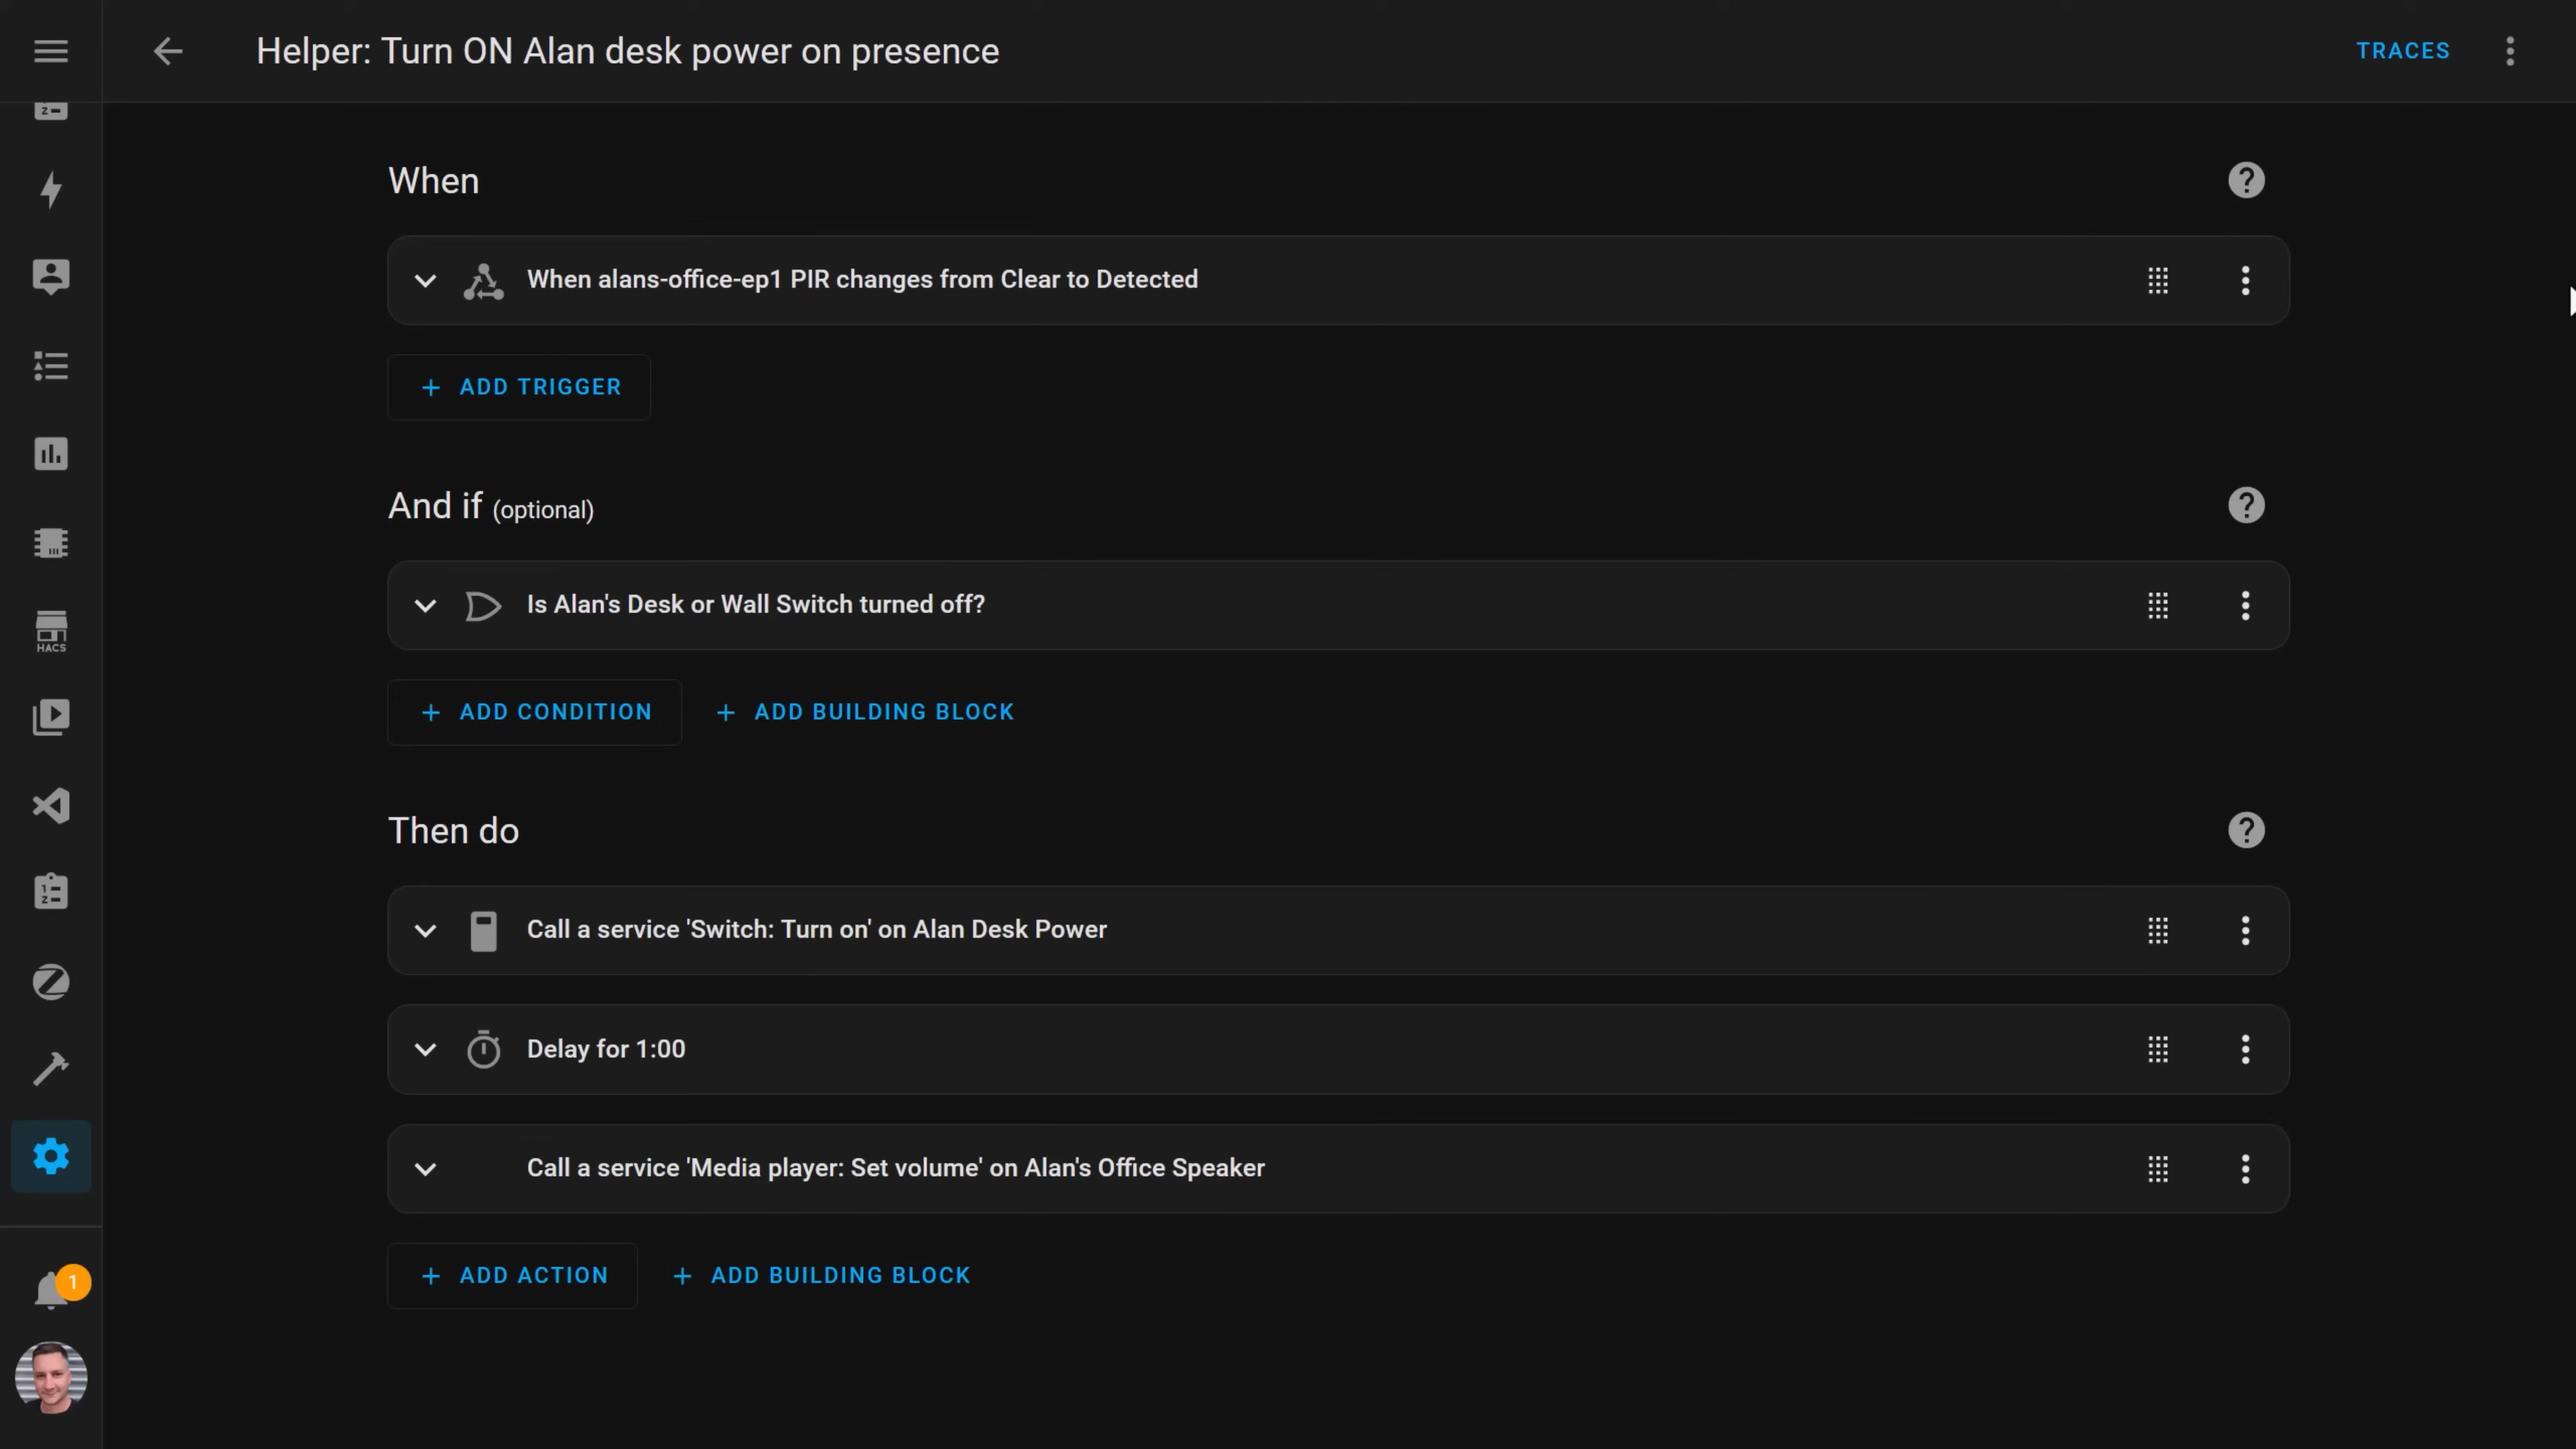 Helper: Turn ON Alan desk power on presence
TRACES
When
When alans-office-ep1 PIR changes from Clear to Detected
ADD TRIGGER
And if (optional)
Is Alan's Desk or Wall Switch turned off?
ADD CONDITION
ADD BUILDING BLOCK
Then do
Call a service 'Switch: Turn on' on Alan Desk Power
Delay for 1:00
Call a service 'Media player: Set volume' on Alan's Office Speaker
ADD ACTION
ADD BUILDING BLOCK
HACS
1